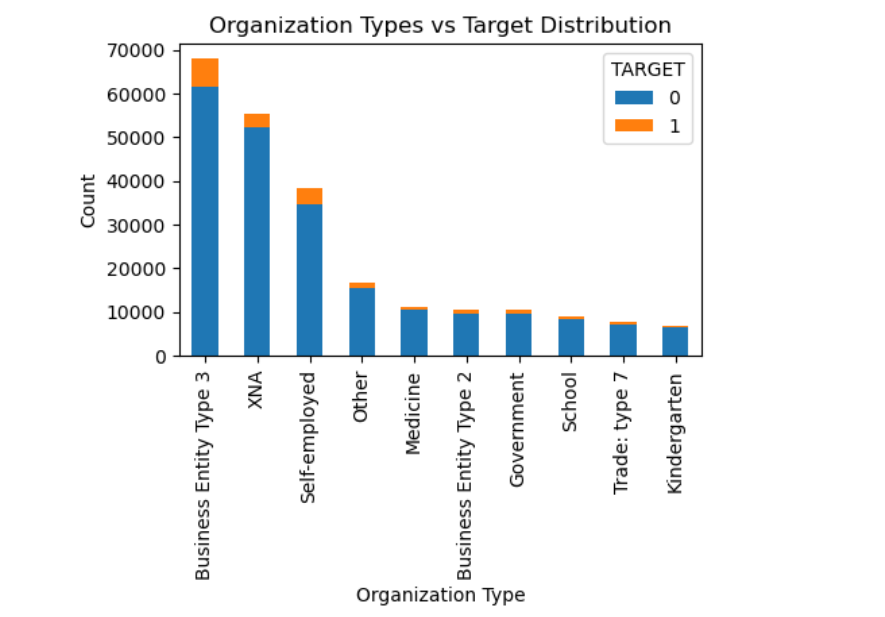 Organization Types vs Target Distribution
70000
60000
50000
40000
30000
20000
10000
0
Count
TARGET
0
1
Business Entity Type 3
XNA
Self-employed
Other
Medicine
Business Entity Type 2
Government
School
Trade: type 7
Kindergarten
Organization Type